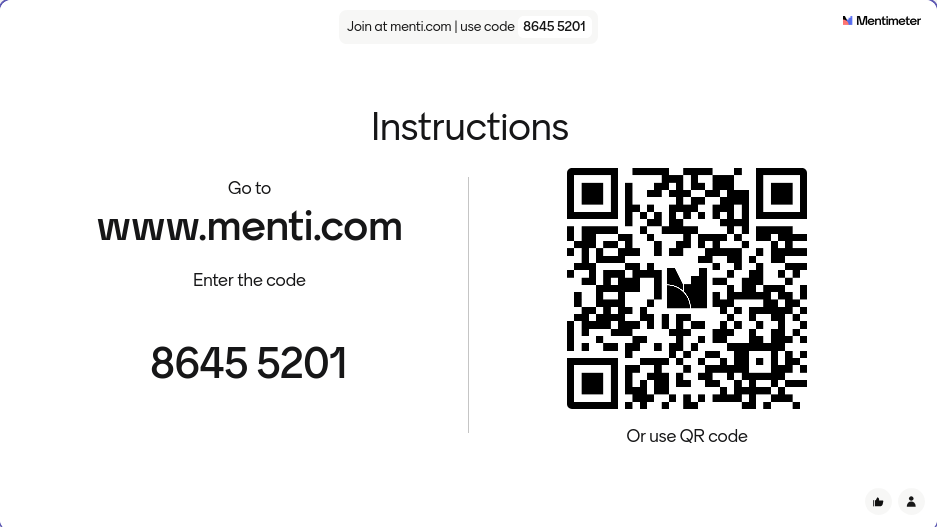 Join at menti.com | use code 8645 5201
Mentimeter
Instructions
Go to
www.menti.com
Enter the code
8645 5201
Or use QR code